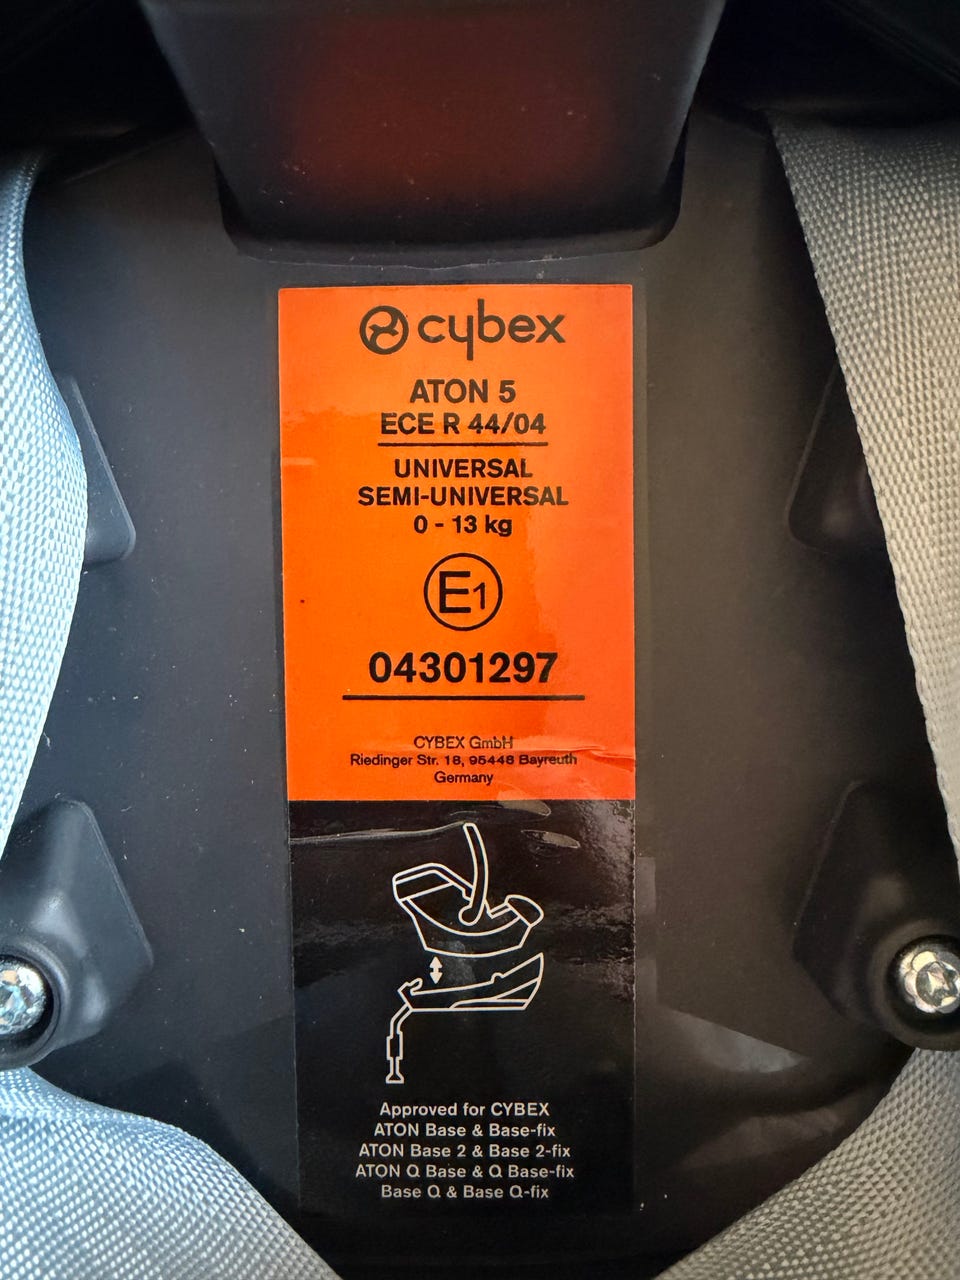 cybex
ATON 5
ECE R 44/04
UNIVERSAL
SEMI-UNIVERSAL
0 - 13 kg
E1
04301297
CYBEX GmbH
Riedinger Str. 18, 95448 Bayreuth
Germany
Approved for CYBEX
ATON Base & Base-fix
ATON Base 2 & Base 2-fix
ATON Q Base & Q Base-fix
Base Q & Base Q-fix